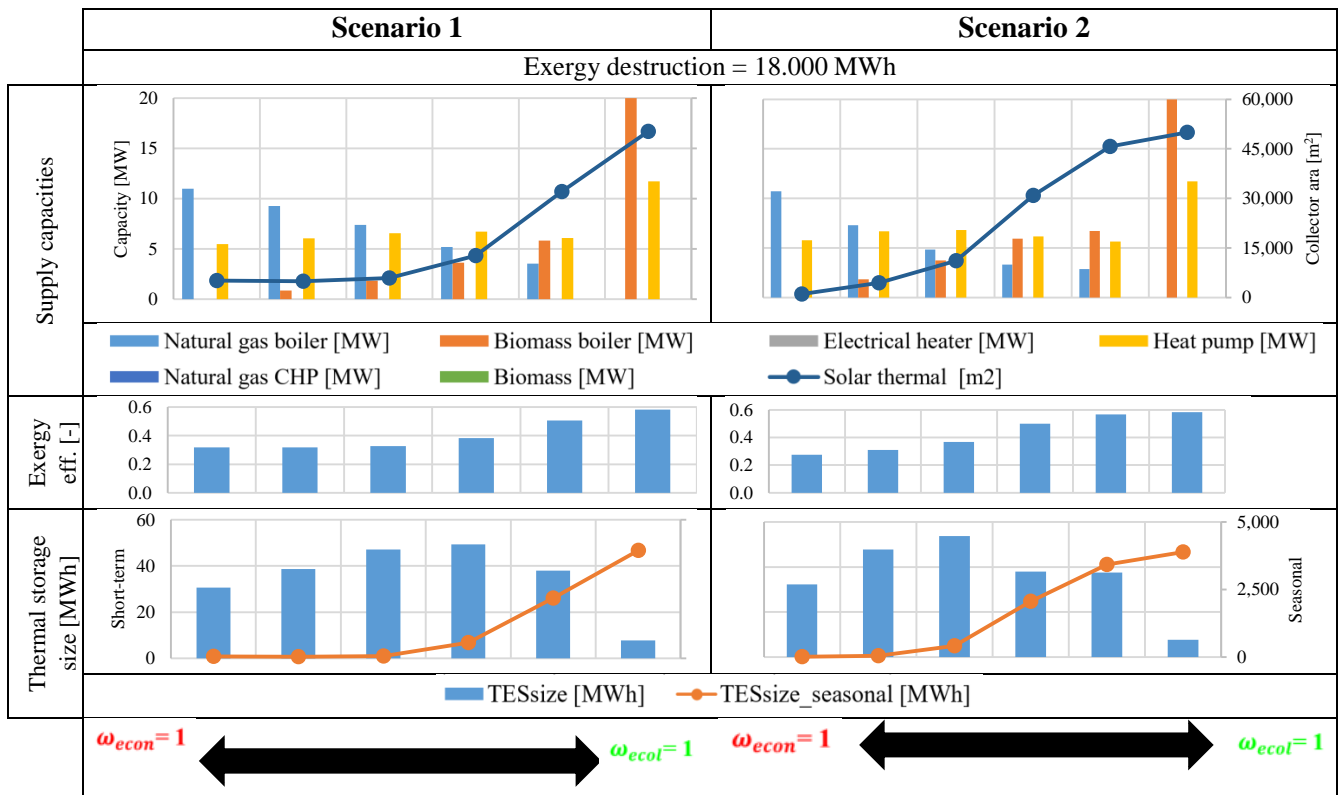 Scenario 1
Scenario 2
Exergy destruction = 18.000 MWh
Supply capacities
Capacity [MW]
20
15
10
5
0
60,000
45,000
30,000
15,000
0
Collector ara [m²]
Natural gas boiler [MW]
Biomass boiler [MW]
Electrical heater [MW]
Heat pump [MW]
Natural gas CHP [MW]
Biomass [MW]
Solar thermal [m2]
Exergy
eff. [-]
0.6
0.4
0.2
0.0
0.6
0.4
0.2
0.0
Thermal storage
size [MWh]
Short-term
60
40
20
0
5,000
2,500
0
Seasonal
TESsize [MWh]
TESsize_seasonal [MWh]
ω_econ = 1
ω_ecol = 1
ω_econ = 1
ω_ecol = 1